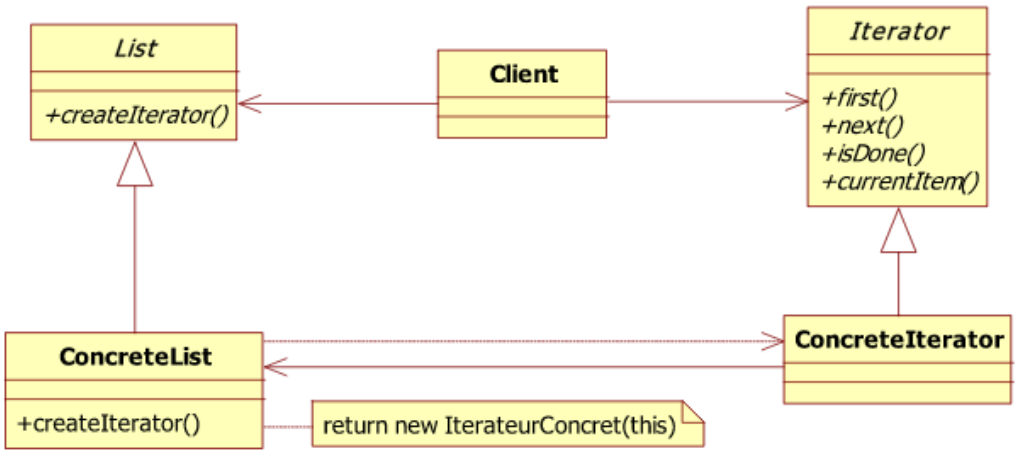 List
+createIterator()
Client
Iterator
+first()
+next()
+isDone()
+currentItem()
ConcreteList
+createIterator()
return new IterateurConcret(this)
ConcreteIterator